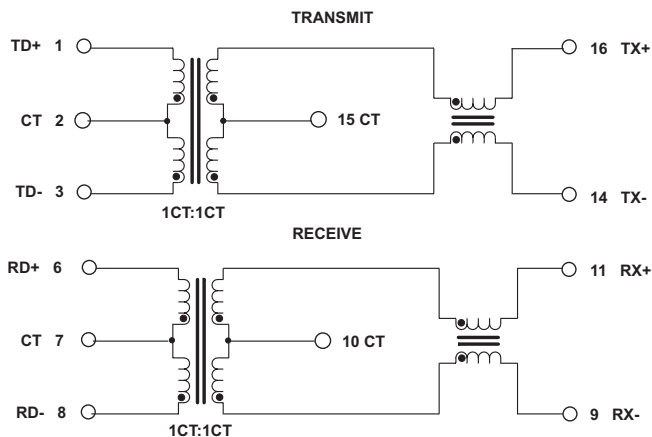 TRANSMIT
TD+ 1
16 TX+
CT 2
15 CT
TD- 3
14 TX-
1CT:1CT
RECEIVE
RD+ 6
11 RX+
CT 7
10 CT
RD- 8
9 RX-
1CT:1CT